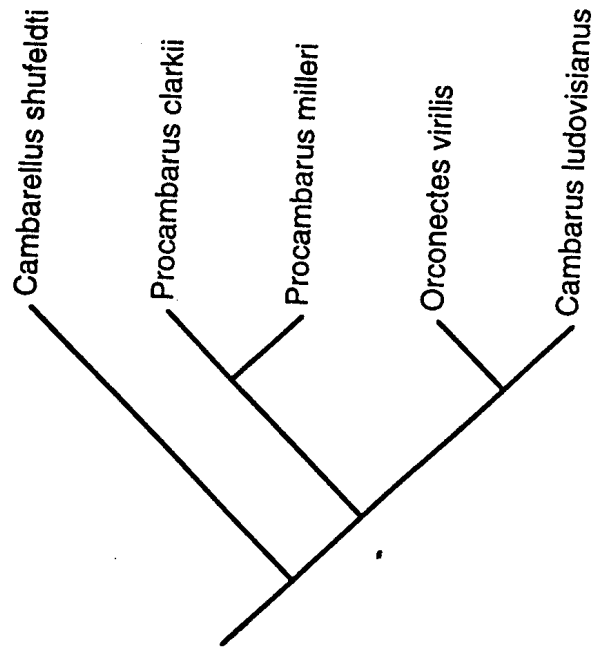 Cambarellus shufeldti
Procambarus clarkii
Procambarus milleri
Orconectes virilis
Cambarus ludovisianus